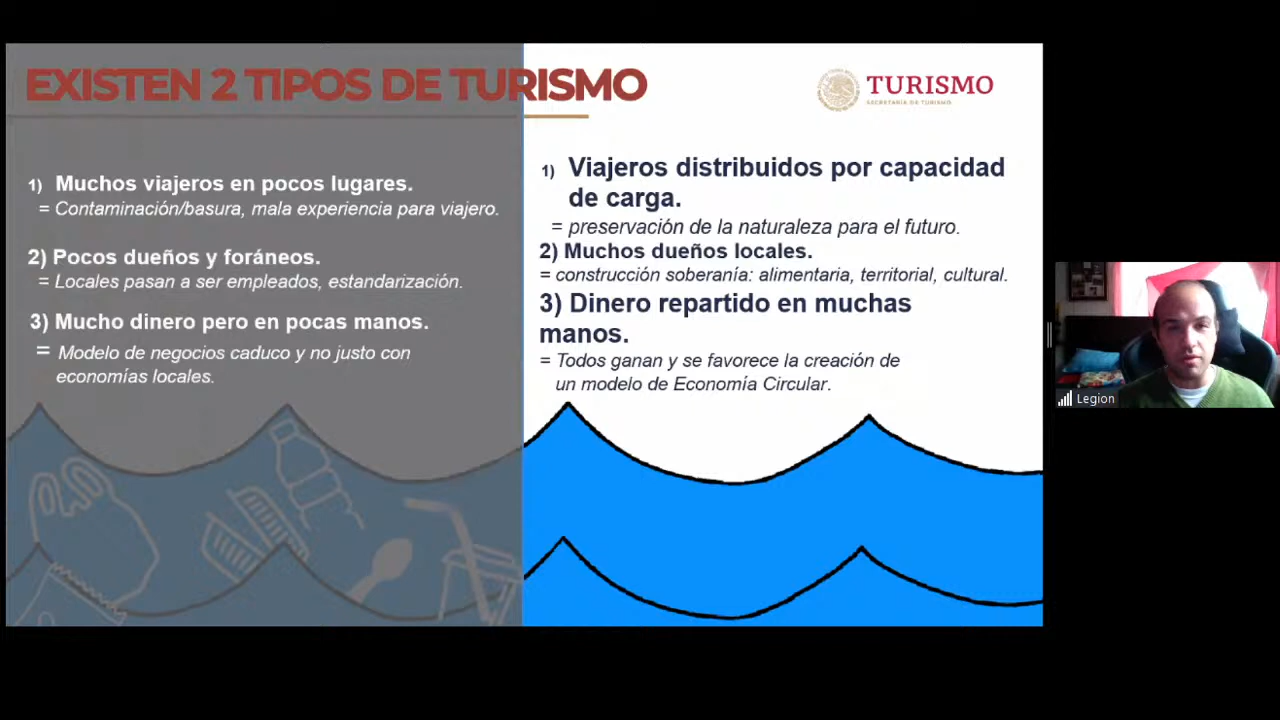 EXISTEN 2 TIPOS DE TURISMO
TURISMO
SECRETARÍA DE TURISMO
1) Muchos viajeros en pocos lugares.
= Contaminación/basura, mala experiencia para viajero.
2) Pocos dueños y foráneos.
= Locales pasan a ser empleados, estandarización.
3) Mucho dinero pero en pocas manos.
= Modelo de negocios caduco y no justo con
economías locales.
1) Viajeros distribuidos por capacidad
de carga.
= preservación de la naturaleza para el futuro.
2) Muchos dueños locales.
= construcción soberanía: alimentaria, territorial, cultural.
3) Dinero repartido en muchas
manos.
= Todos ganan y se favorece la creación de
un modelo de Economía Circular.
Legion